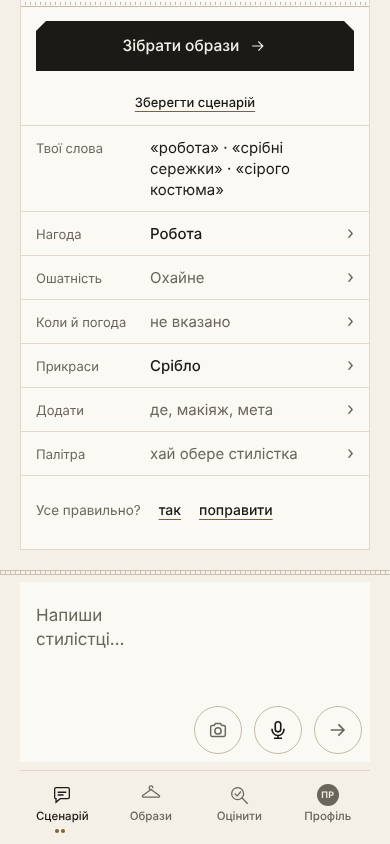 Зібрати образи →
Зберегти сценарій
Твої слова
«робота» · «срібні
сережки» · «сірого
костюма»
Нагода
Робота
Ошатність
Охайне
Коли й погода
не вказано
Прикраси
Срібло
Додати
де, макіяж, мета
Палітра
хай обере стилістка
Усе правильно? так поправити
Напиши
стилістці...
ПР
Сценарій Образи Оцінити Профіль